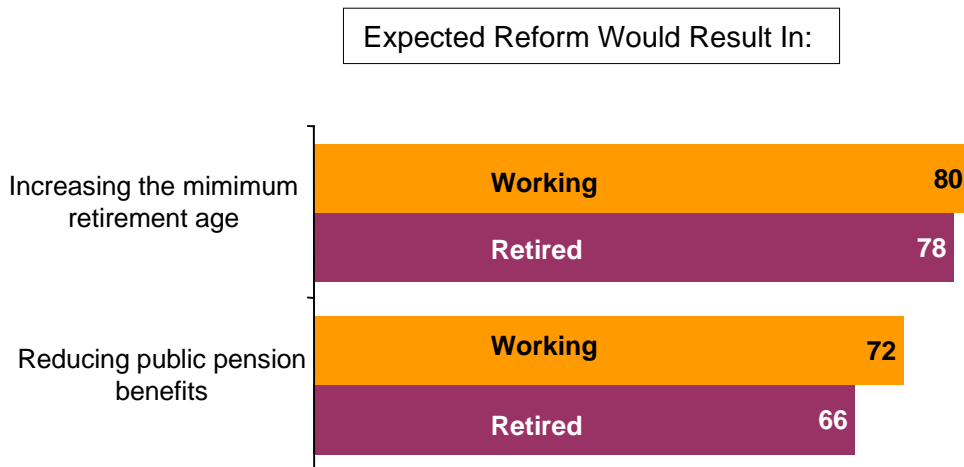 Expected Reform Would Result In:
Increasing the mimimum
retirement age
Working
80
Retired
78
Reducing public pension
benefits
Working
72
Retired
66